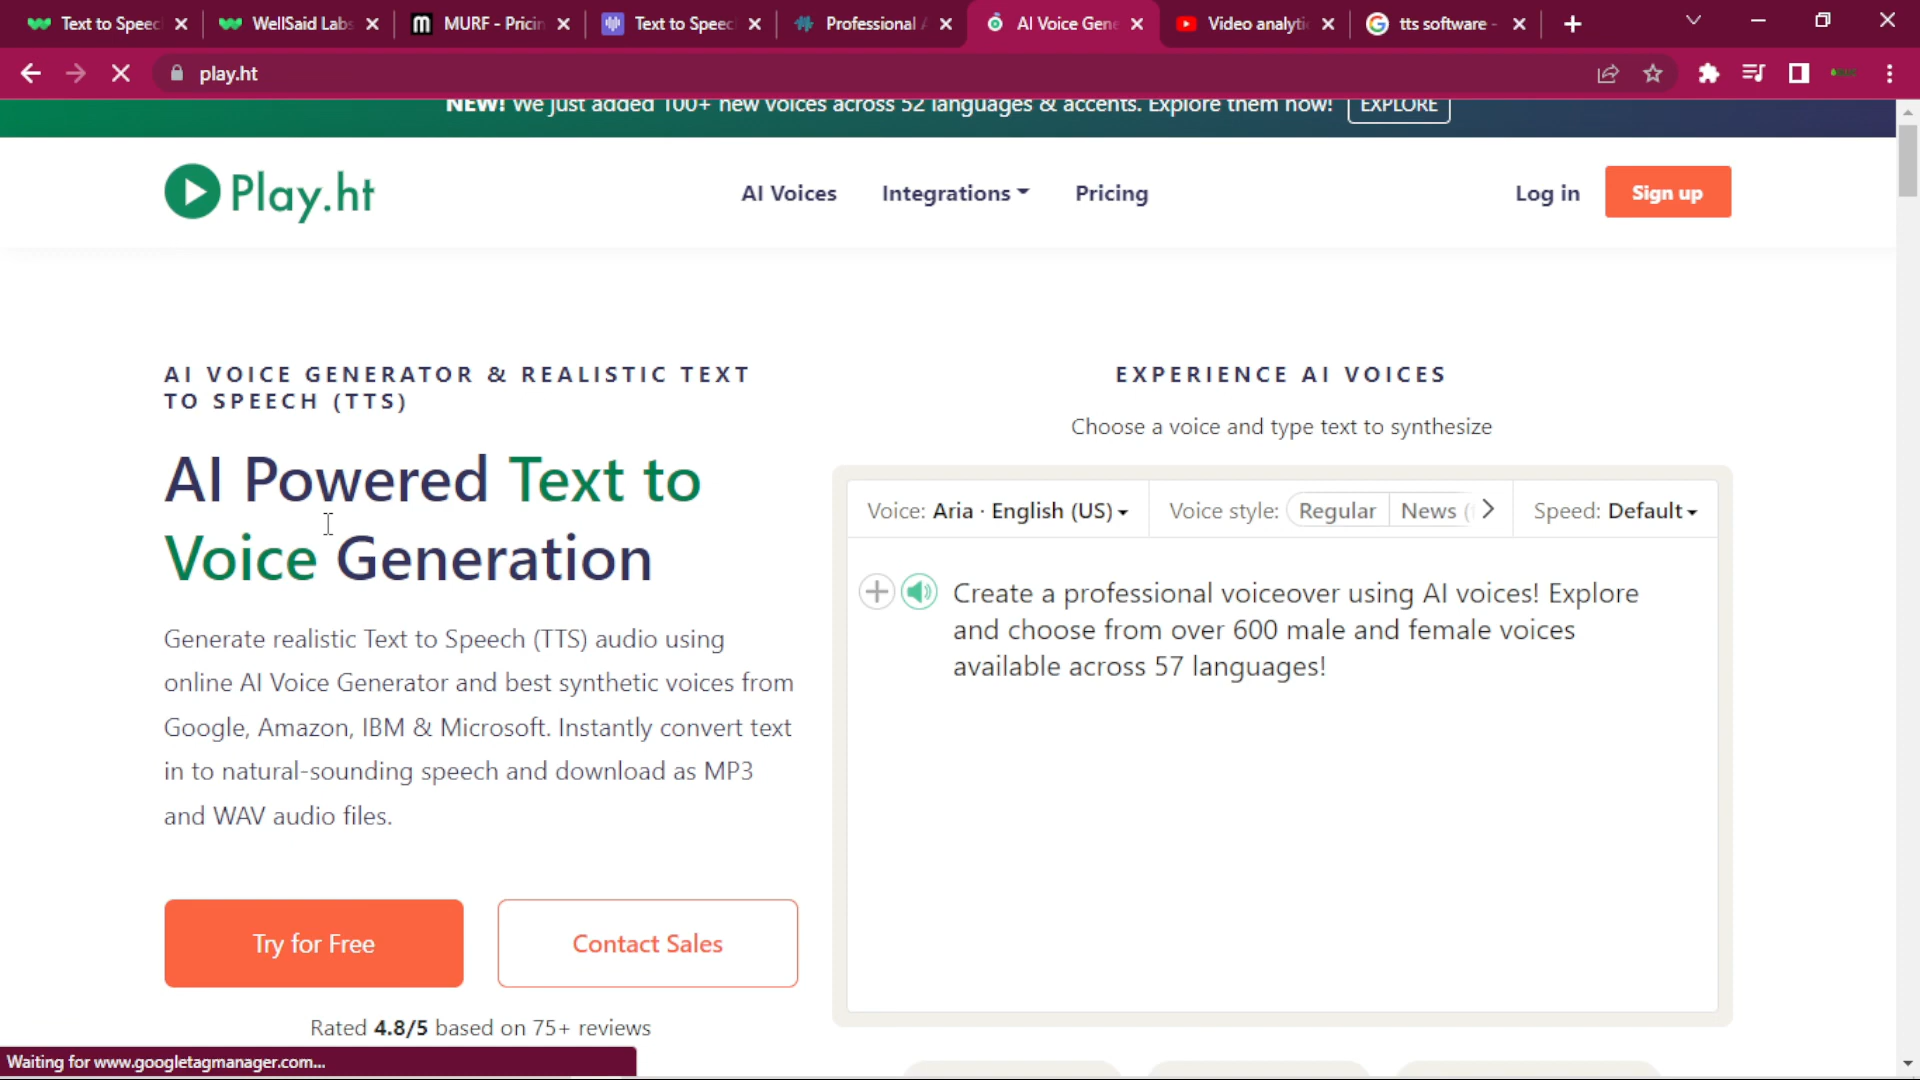 Text to Speec
WellSaid Labs
MURF - Pricin
Text to Speec
Professional A
AI Voice Gene
Video analytic
tts software -
play.ht
NEW! We just added 100+ new voices across 52 languages & accents. Explore them now! EXPLORE
Play.ht
AI Voices
Integrations
Pricing
Log in
Sign up
AI VOICE GENERATOR & REALISTIC TEXT
TO SPEECH (TTS)
AI Powered Text to
Voice Generation
Generate realistic Text to Speech (TTS) audio using
online AI Voice Generator and best synthetic voices from
Google, Amazon, IBM & Microsoft. Instantly convert text
in to natural-sounding speech and download as MP3
and WAV audio files.
Try for Free
Contact Sales
Rated 4.8/5 based on 75+ reviews
EXPERIENCE AI VOICES
Choose a voice and type text to synthesize
Voice: Aria · English (US)
Voice style: Regular News (
Speed: Default
Create a professional voiceover using AI voices! Explore
and choose from over 600 male and female voices
available across 57 languages!
Waiting for www.googletagmanager.com...